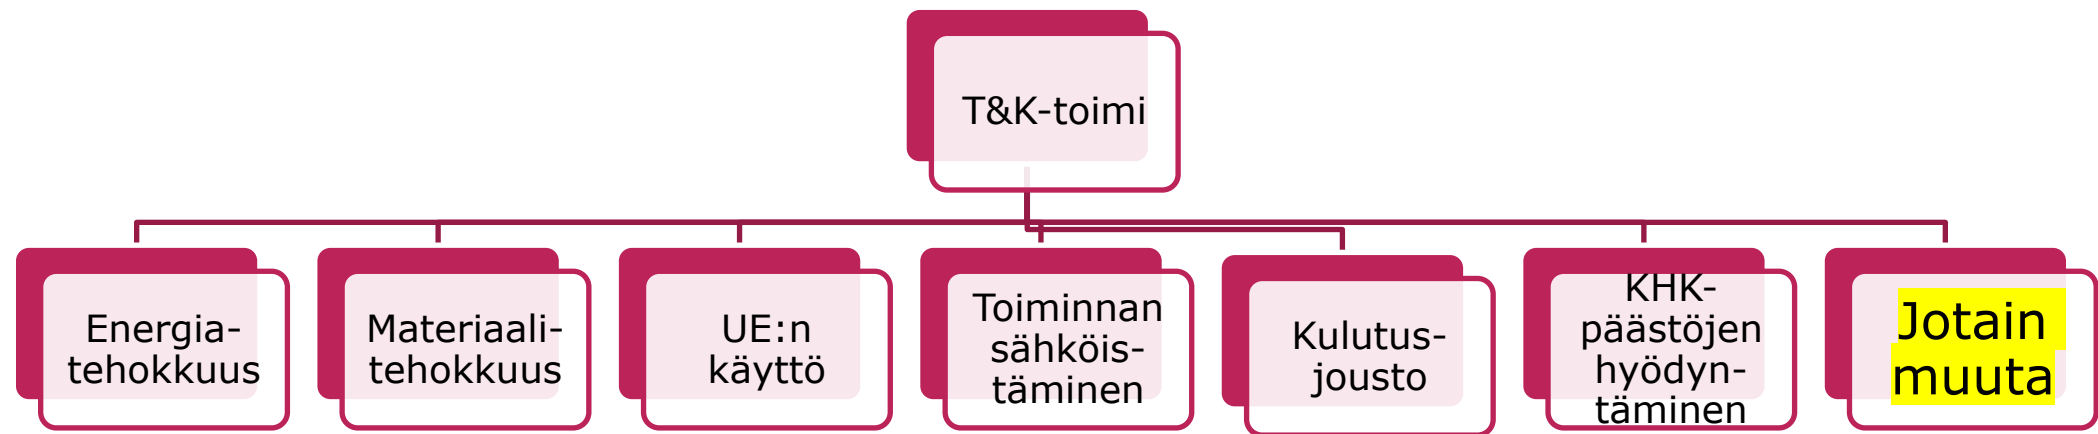 T&K-toimi
Energia-
tehokkuus
Materiaali-
tehokkuus
UE:n
käyttö
Toiminnan
sähköis-
täminen
Kulutus-
jousto
KHK-
päästöjen
hyödyn-
täminen
Jotain
muuta